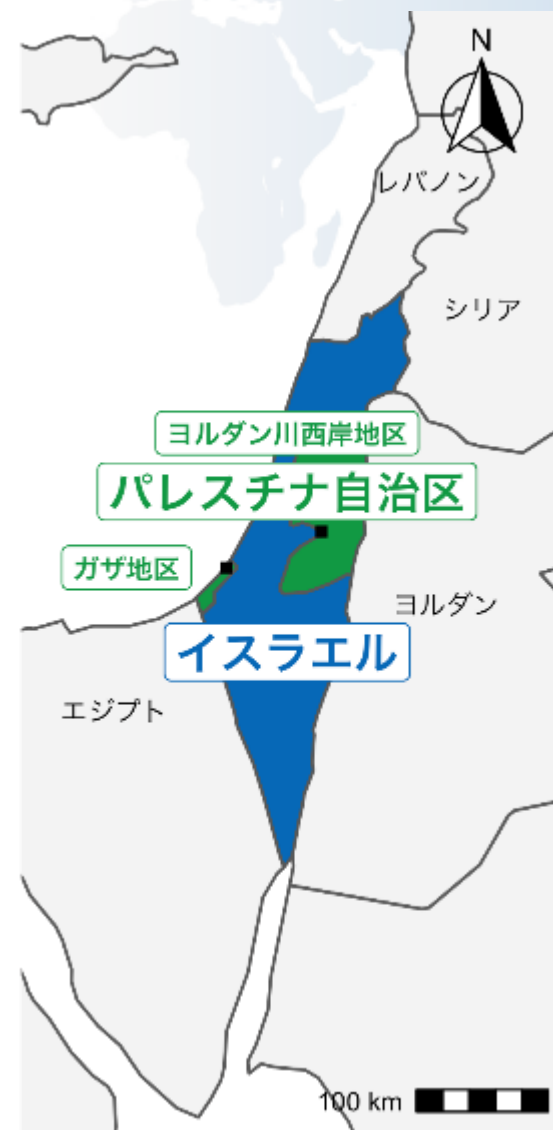 N
レバノン
シリア
ヨルダン川西岸地区
パレスチナ自治区
ガザ地区
ヨルダン
イスラエル
エジプト
100 km